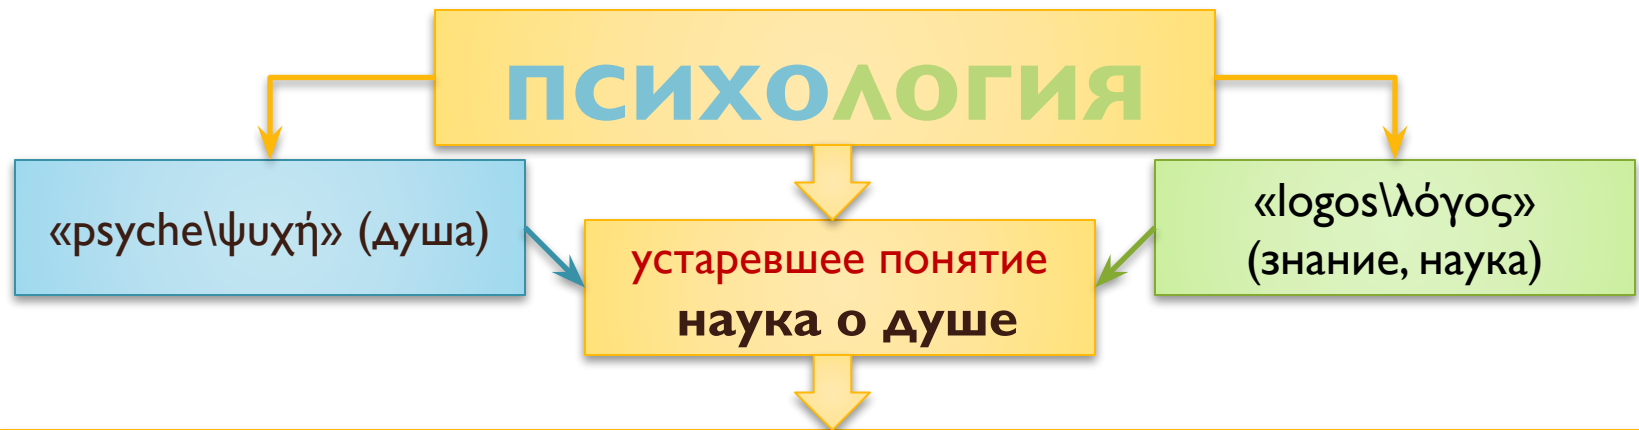 психология
«psyche\ψυχή» (душа)
«logos\λόγος»
(знание, наука)
устаревшее понятие
наука о душе